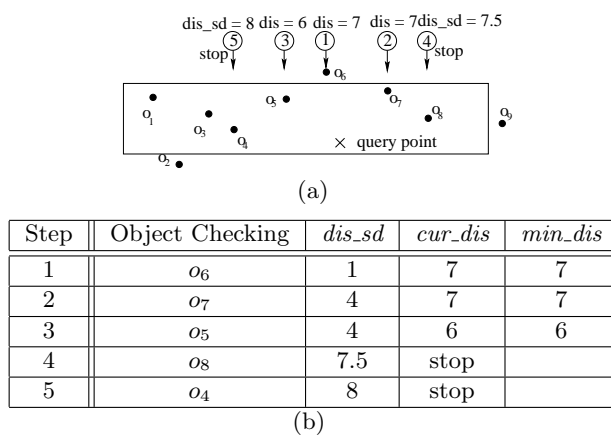 dis_sd = 8 dis = 6 dis = 7 dis = 7 dis_sd = 7.5
5 3 1 2 4
stop stop
o6
o1 o3 o4 o5 o7 o8 o9
× query point
o2
(a)
Step Object Checking dis_sd cur_dis min_dis
1 o6 1 7 7
2 o7 4 7 7
3 o5 4 6 6
4 o8 7.5 stop
5 o4 8 stop
(b)